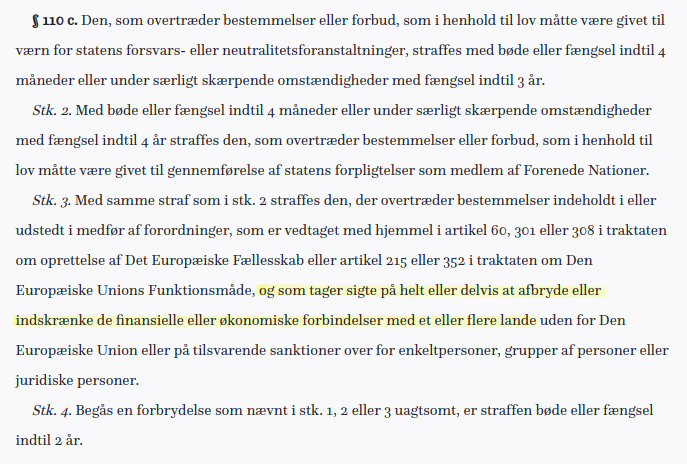 § 110 c. Den, som overtræder bestemmelser eller forbud, som i henhold til lov måtte være givet til
værn for statens forsvars- eller neutralitetsforanstaltninger, straffes med bøde eller fængsel indtil 4
måneder eller under særligt skærpende omstændigheder med fængsel indtil 3 år.
Stk. 2. Med bøde eller fængsel indtil 4 måneder eller under særligt skærpende omstændigheder
med fængsel indtil 4 år straffes den, som overtræder bestemmelser eller forbud, som i henhold til
lov måtte være givet til gennemførelse af statens forpligtelser som medlem af Forenede Nationer.
Stk. 3. Med samme straf som i stk. 2 straffes den, der overtræder bestemmelser indeholdt i eller
udstedt i medfør af forordninger, som er vedtaget med hjemmel i artikel 60, 301 eller 308 i traktaten
om oprettelse af Det Europæiske Fællesskab eller artikel 215 eller 352 i traktaten om Den
Europæiske Unions Funktionsmåde, og som tager sigte på helt eller delvis at afbryde eller
indskrænke de finansielle eller økonomiske forbindelser med et eller flere lande uden for Den
Europæiske Union eller på tilsvarende sanktioner over for enkeltpersoner, grupper af personer eller
juridiske personer.
Stk. 4. Begås en forbrydelse som nævnt i stk. 1, 2 eller 3 uagtsomt, er straffen bøde eller fængsel
indtil 2 år.